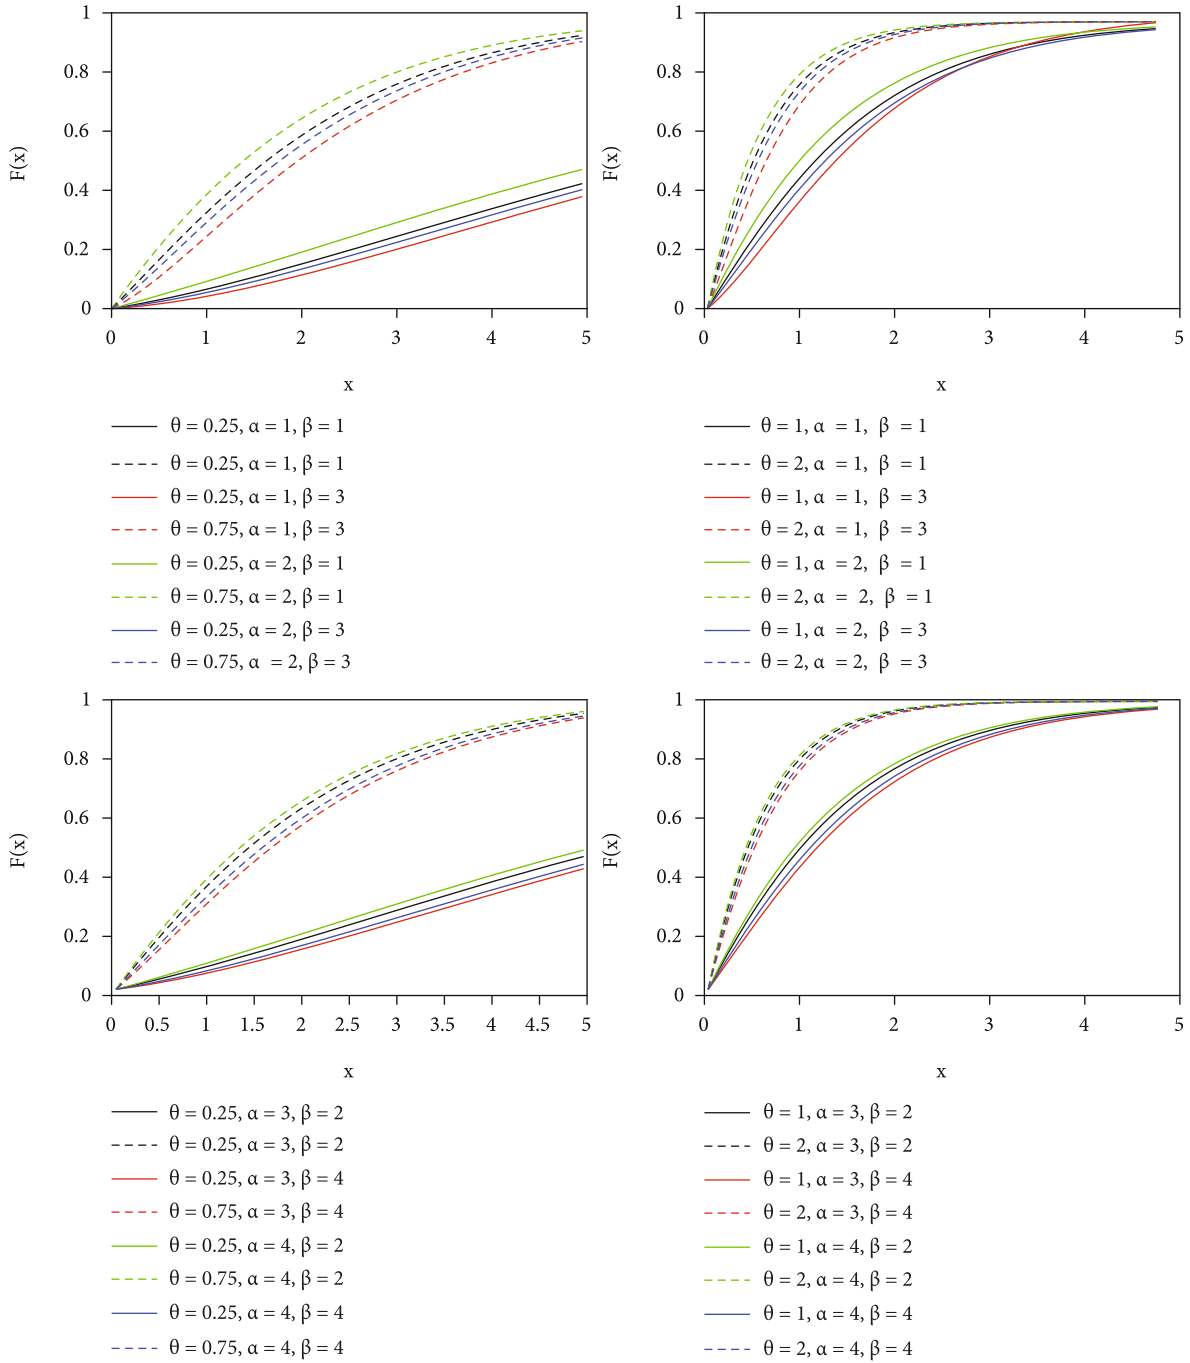 1
0.8
0.6
0.4
0.2
0
F(x)
0 1 2 3 4 5
x
θ = 0.25, α = 1, β = 1
θ = 0.25, α = 1, β = 1
θ = 0.25, α = 1, β = 3
θ = 0.75, α = 1, β = 3
θ = 0.25, α = 2, β = 1
θ = 0.75, α = 2, β = 1
θ = 0.25, α = 2, β = 3
θ = 0.75, α = 2, β = 3
1
0.8
0.6
0.4
0.2
0
F(x)
0 1 2 3 4 5
x
θ = 1, α = 1, β = 1
θ = 2, α = 1, β = 1
θ = 1, α = 1, β = 3
θ = 2, α = 1, β = 3
θ = 1, α = 2, β = 1
θ = 2, α = 2, β = 1
θ = 1, α = 2, β = 3
θ = 2, α = 2, β = 3
1
0.8
0.6
0.4
0.2
0
F(x)
0 0.5 1 1.5 2 2.5 3 3.5 4 4.5 5
x
θ = 0.25, α = 3, β = 2
θ = 0.25, α = 3, β = 2
θ = 0.25, α = 3, β = 4
θ = 0.75, α = 3, β = 4
θ = 0.25, α = 4, β = 2
θ = 0.75, α = 4, β = 2
θ = 0.25, α = 4, β = 4
θ = 0.75, α = 4, β = 4
1
0.8
0.6
0.4
0.2
0
F(x)
0 1 2 3 4 5
x
θ = 1, α = 3, β = 2
θ = 2, α = 3, β = 2
θ = 1, α = 3, β = 4
θ = 2, α = 3, β = 4
θ = 1, α = 4, β = 2
θ = 2, α = 4, β = 2
θ = 1, α = 4, β = 4
θ = 2, α = 4, β = 4